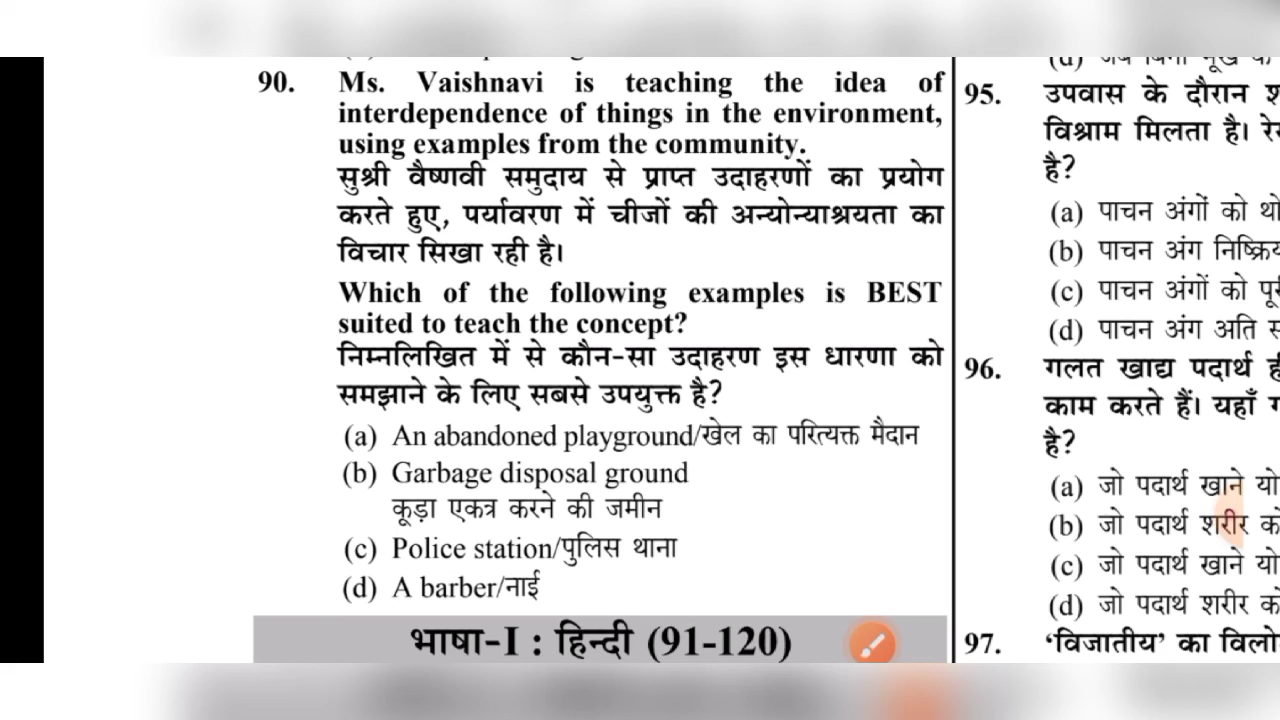 90. Ms. Vaishnavi is teaching the idea of
interdependence of things in the environment,
using examples from the community.
सुश्री वैष्णवी समुदाय से प्राप्त उदाहरणों का प्रयोग
करते हुए, पर्यावरण में चीजों की अन्योन्याश्रयता का
विचार सिखा रही है।
Which of the following examples is BEST
suited to teach the concept?
निम्नलिखित में से कौन-सा उदाहरण इस धारणा को
समझाने के लिए सबसे उपयुक्त है?
(a) An abandoned playground/खेल का परित्यक्त मैदान
(b) Garbage disposal ground
कूड़ा एकत्र करने की जमीन
(c) Police station/पुलिस थाना
(d) A barber/नाई
भाषा-I : हिन्दी (91-120)
95. उपवास के दौरान
विश्राम मिलता है।
है?
(a) पाचन अंगों को
(b) पाचन अंग
(c) पाचन अंगों को
(d) पाचन अंग अति
96. गलत खाद्य पदार्थ
काम करते हैं। यहाँ
है?
(a) जो पदार्थ खाने
(b) जो पदार्थ शरीर
(c) जो पदार्थ खाने
(d) जो पदार्थ शरीर
97. ‘विजातीय’ का